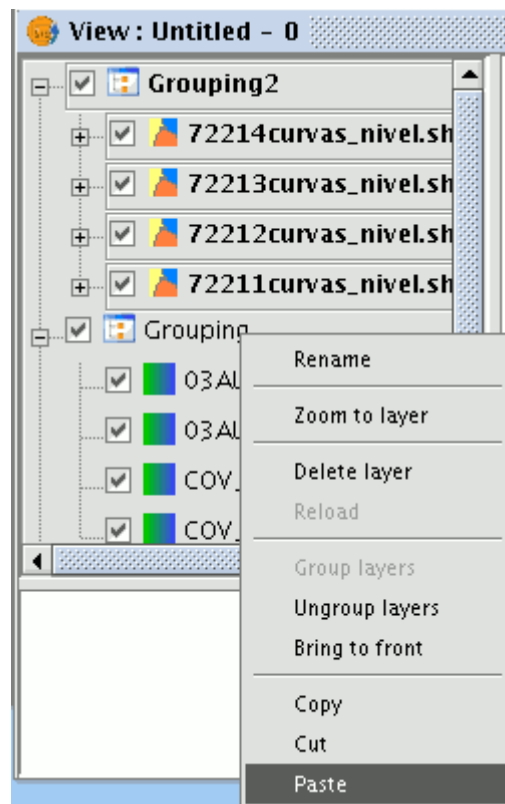 View : Untitled - 0
Grouping2
72214curvas_nivel.sh
72213curvas_nivel.sh
72212curvas_nivel.sh
72211curvas_nivel.sh
Grouping
Rename
03AL
Zoom to layer
03AL
Delete layer
COV_
Reload
COV_
Group layers
Ungroup layers
Bring to front
Copy
Cut
Paste